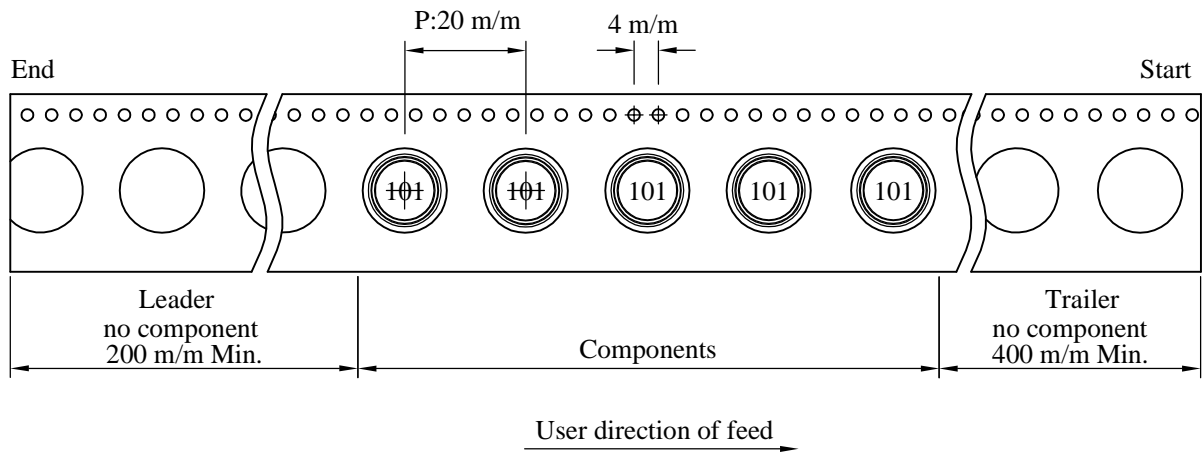 P:20 m/m
4 m/m
End
Start
101
101
101
101
101
Leader
no component
200 m/m Min.
Components
Trailer
no component
400 m/m Min.
User direction of feed